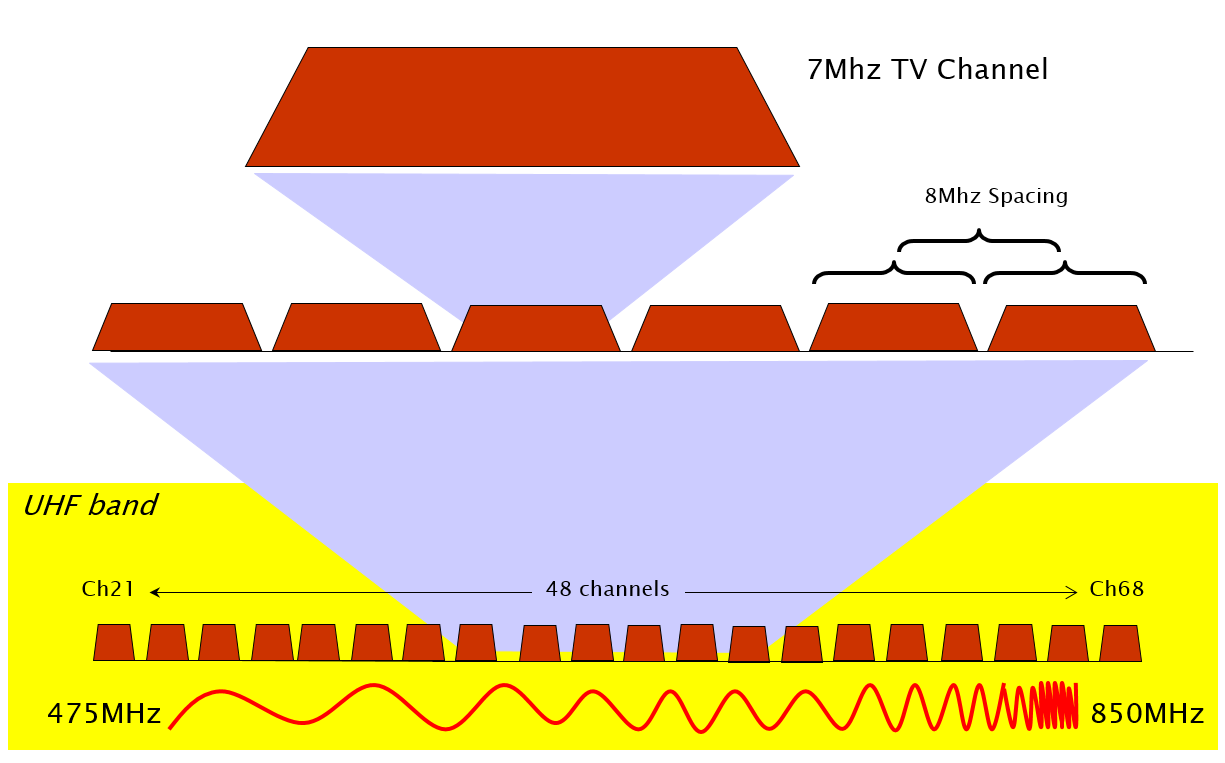 7Mhz TV Channel
8Mhz Spacing
UHF band
Ch21
48 channels
Ch68
475MHz
850MHz